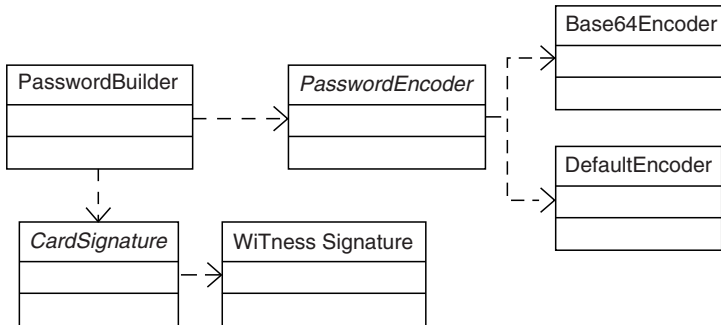 Base64Encoder
PasswordBuilder
PasswordEncoder
DefaultEncoder
CardSignature
WiTness Signature